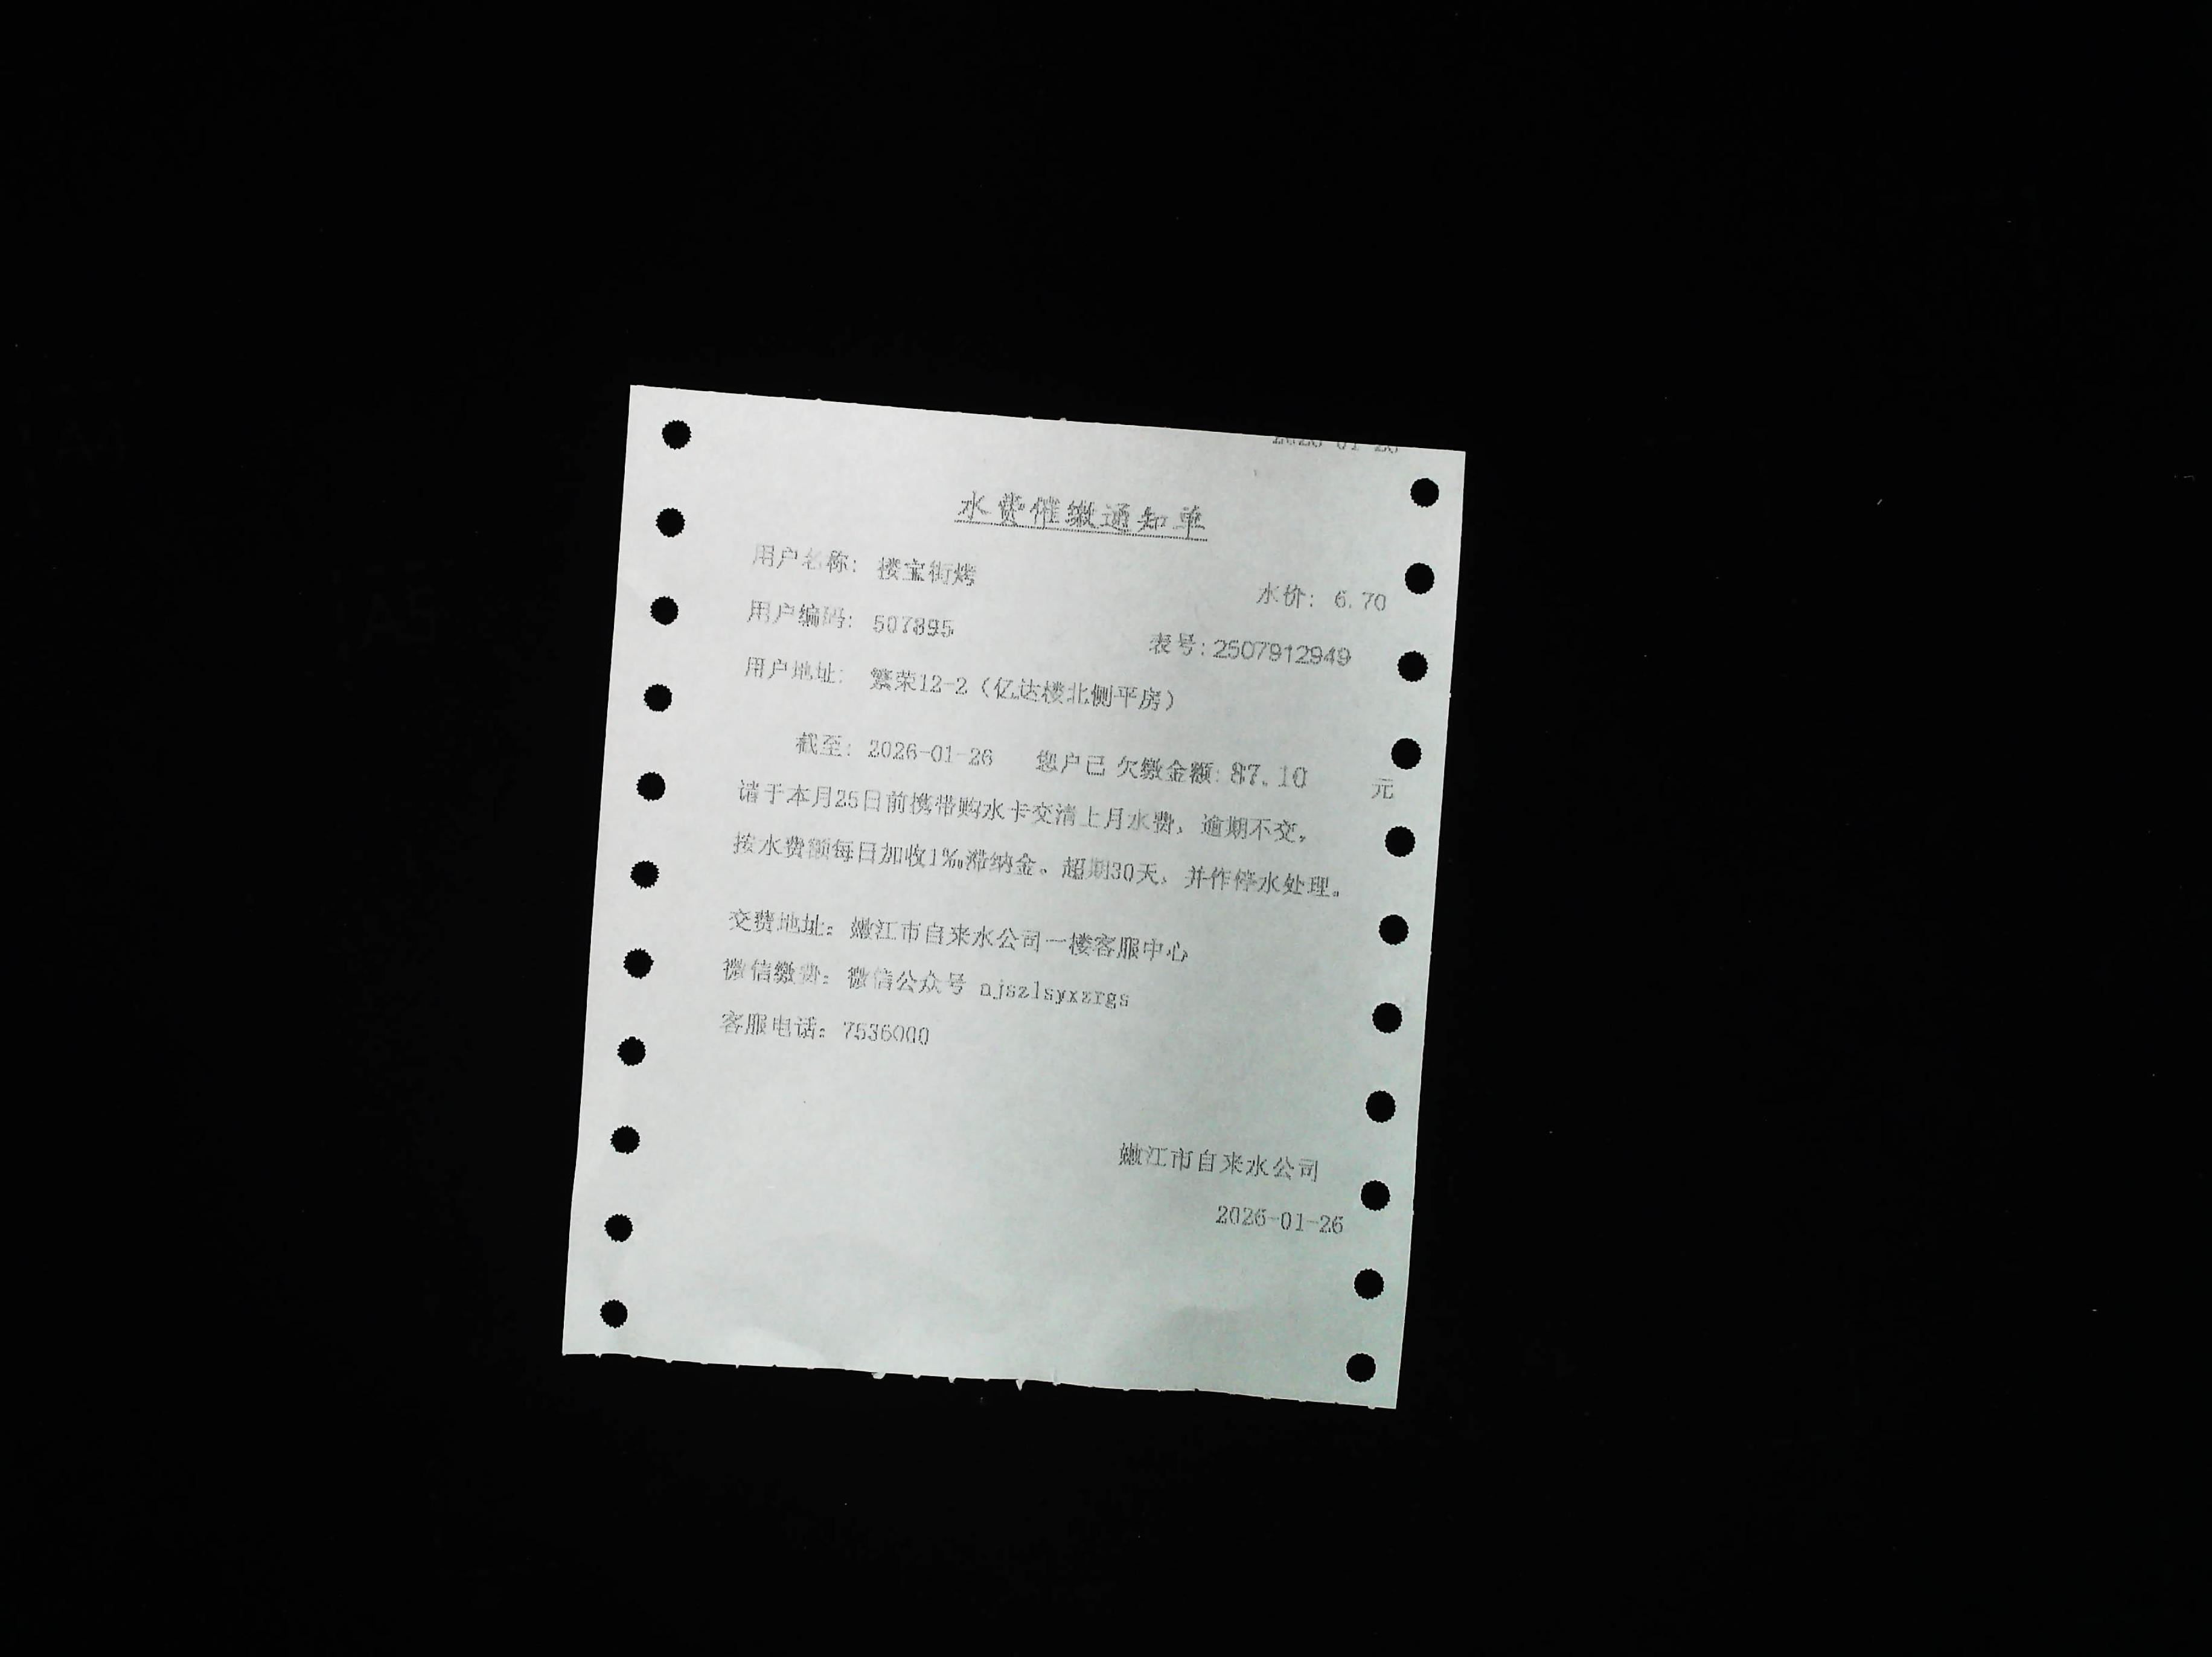 2026-01-26
水费催缴通知单
用户名称: 楼宝街烤
水价: 6.70
用户编码: 507895
表号:2507912949
用户地址: 繁荣12-2（亿达楼北侧平房）
截至: 2026-01-26 您户已 欠缴金额: 87.10 元
请于本月25日前携带购水卡交清上月水费，逾期不交，
按水费额每日加收1‰滞纳金。超期30天，并作停水处理。
交费地址：嫩江市自来水公司一楼客服中心
微信缴费：微信公众号 njszlsyxzrgs
客服电话：7536000
嫩江市自来水公司
2026-01-26